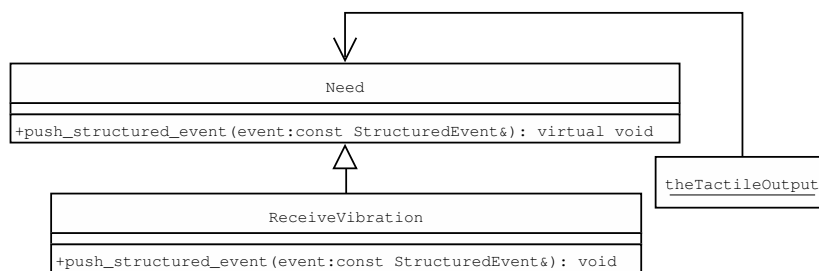 Need
+push_structured_event(event:const StructuredEvent&): virtual void
theTactileOutput
ReceiveVibration
+push_structured_event(event:const StructuredEvent&): void